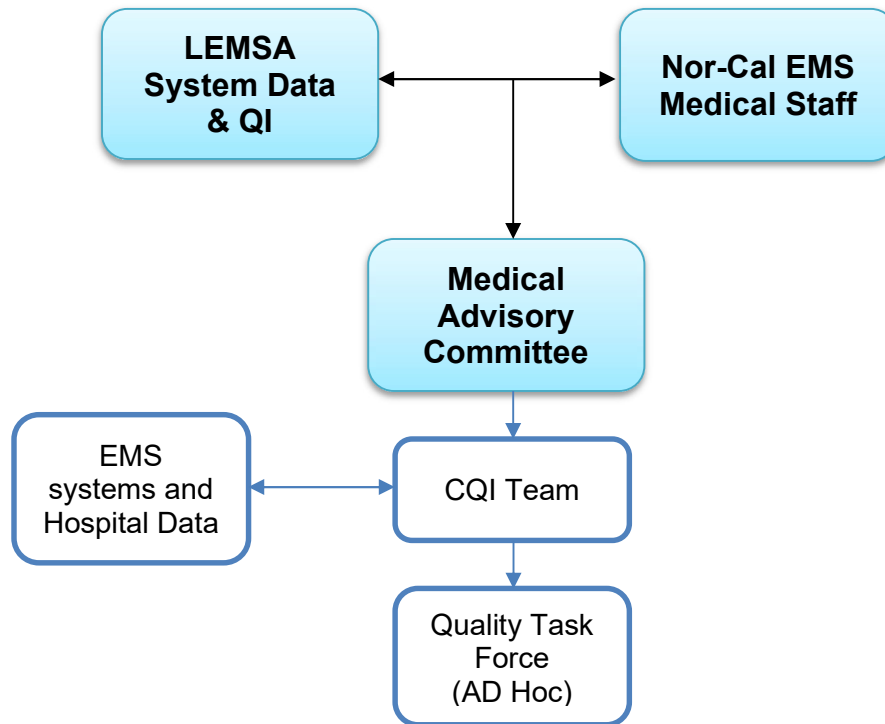 LEMSA
System Data
& QI
Nor-Cal EMS
Medical Staff
Medical
Advisory
Committee
EMS
systems and
Hospital Data
CQI Team
Quality Task
Force
(AD Hoc)